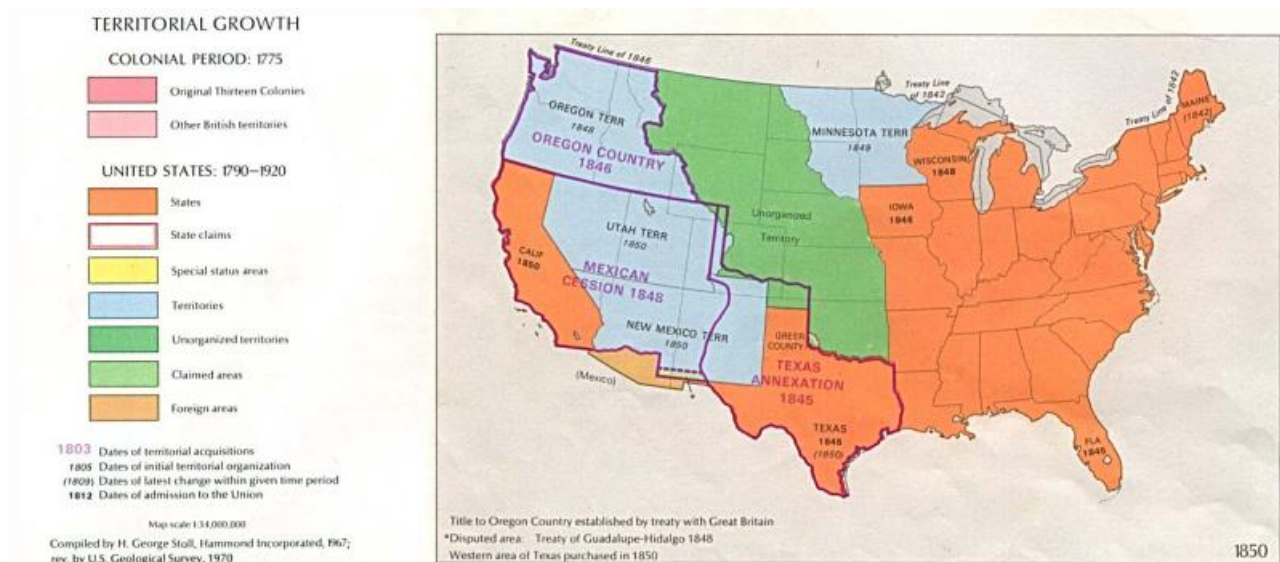 TERRITORIAL GROWTH
COLONIAL PERIOD: 1775
Original Thirteen Colonies
Other British territories
UNITED STATES: 1790–1920
States
State claims
Special status areas
Territories
Unorganized territories
Claimed areas
Foreign areas
1803 Dates of territorial acquisitions
1805 Dates of initial territorial organization
(1809) Dates of latest change within given time period
1812 Dates of admission to the Union
Map scale 1:34,000,000
Compiled by H. George Stoll, Hammond Incorporated, 1967;
rev. by U.S. Geological Survey, 1970
Treaty Line of 1846
Treaty Line
of 1842
Treaty Line of 1842
MAINE
(1842)
OREGON TERR
1848
OREGON COUNTRY
1846
MINNESOTA TERR
1849
WISCONSIN
1848
IOWA
1846
Unorganized
Territory
UTAH TERR
1850
CALIF
1850
MEXICAN
CESSION 1848
NEW MEXICO TERR
1850
GREER
COUNTY
(Mexico)
*
TEXAS
ANNEXATION
1845
TEXAS
1845
(1850)
FLA
1845
Title to Oregon Country established by treaty with Great Britain
*Disputed area: Treaty of Guadalupe-Hidalgo 1848
Western area of Texas purchased in 1850
1850